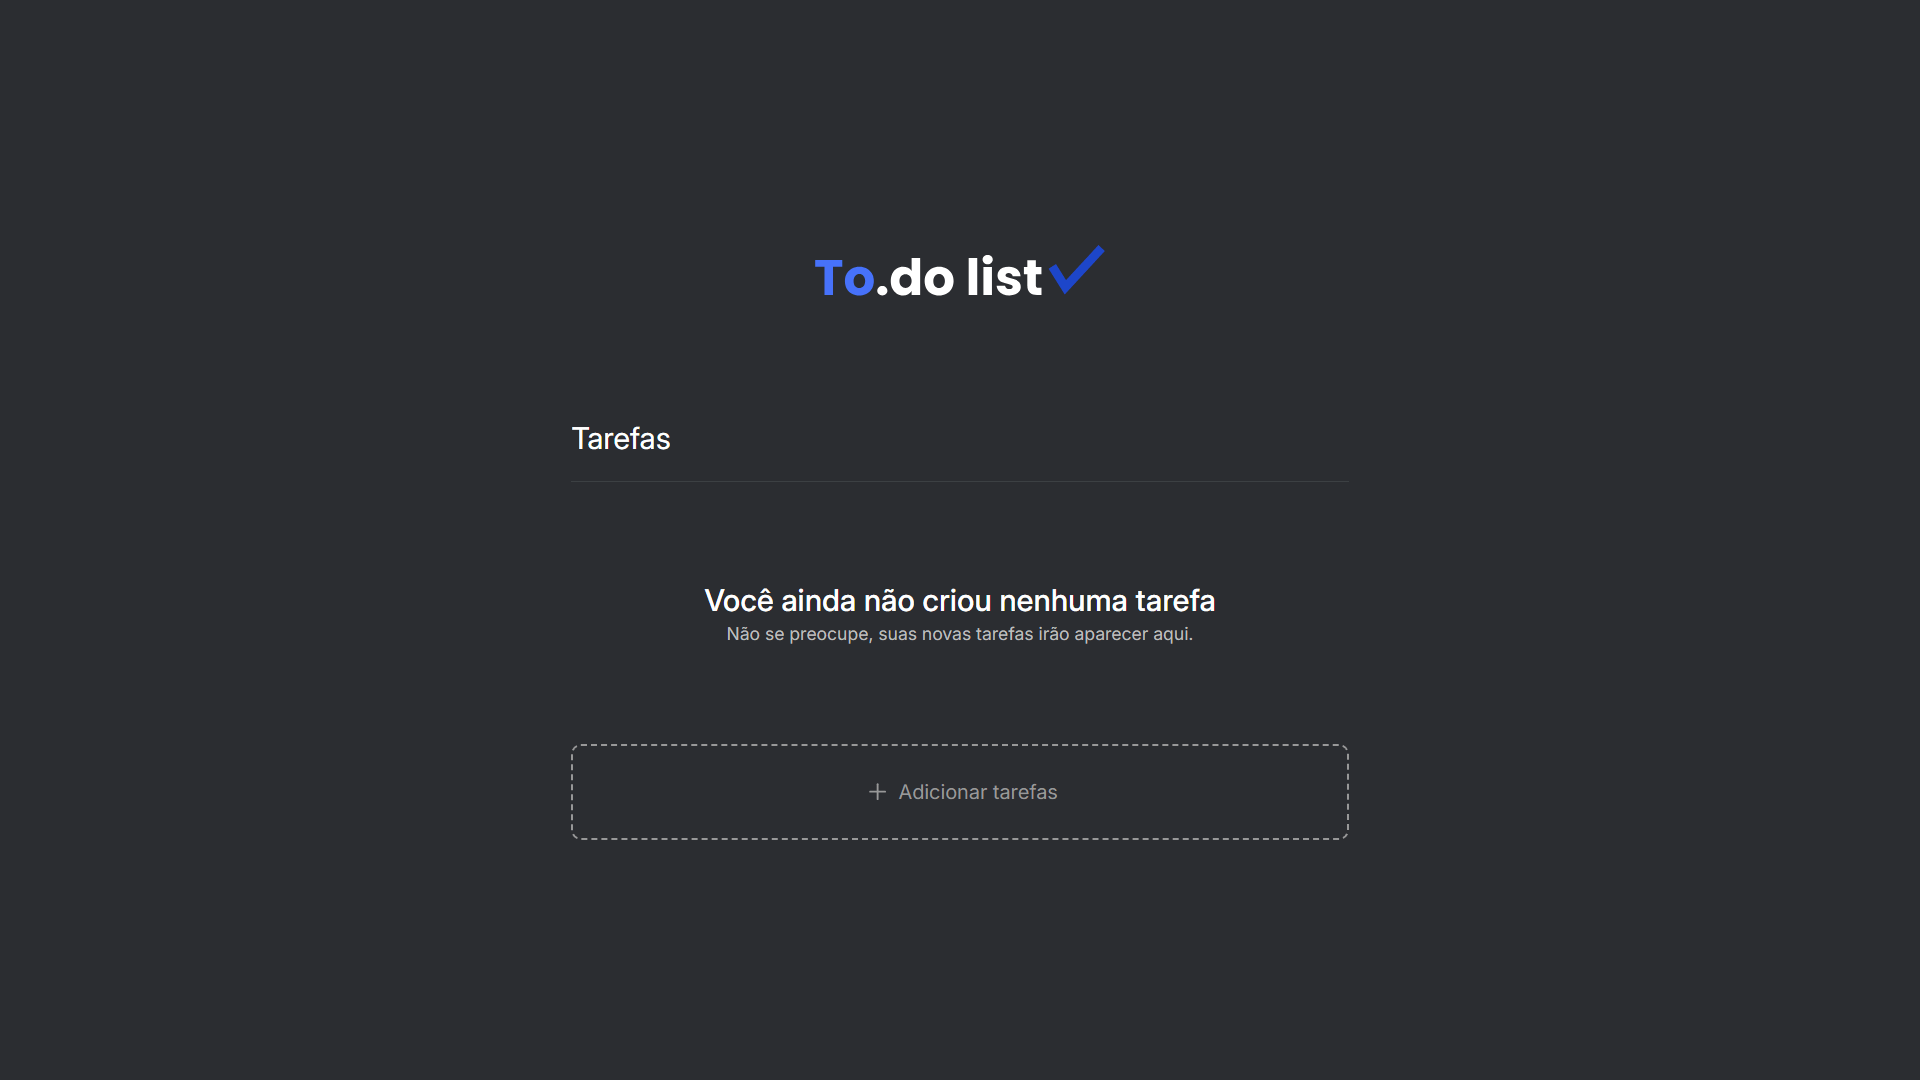 To.do list
Tarefas
Você ainda não criou nenhuma tarefa
Não se preocupe, suas novas tarefas irão aparecer aqui.
Adicionar tarefas